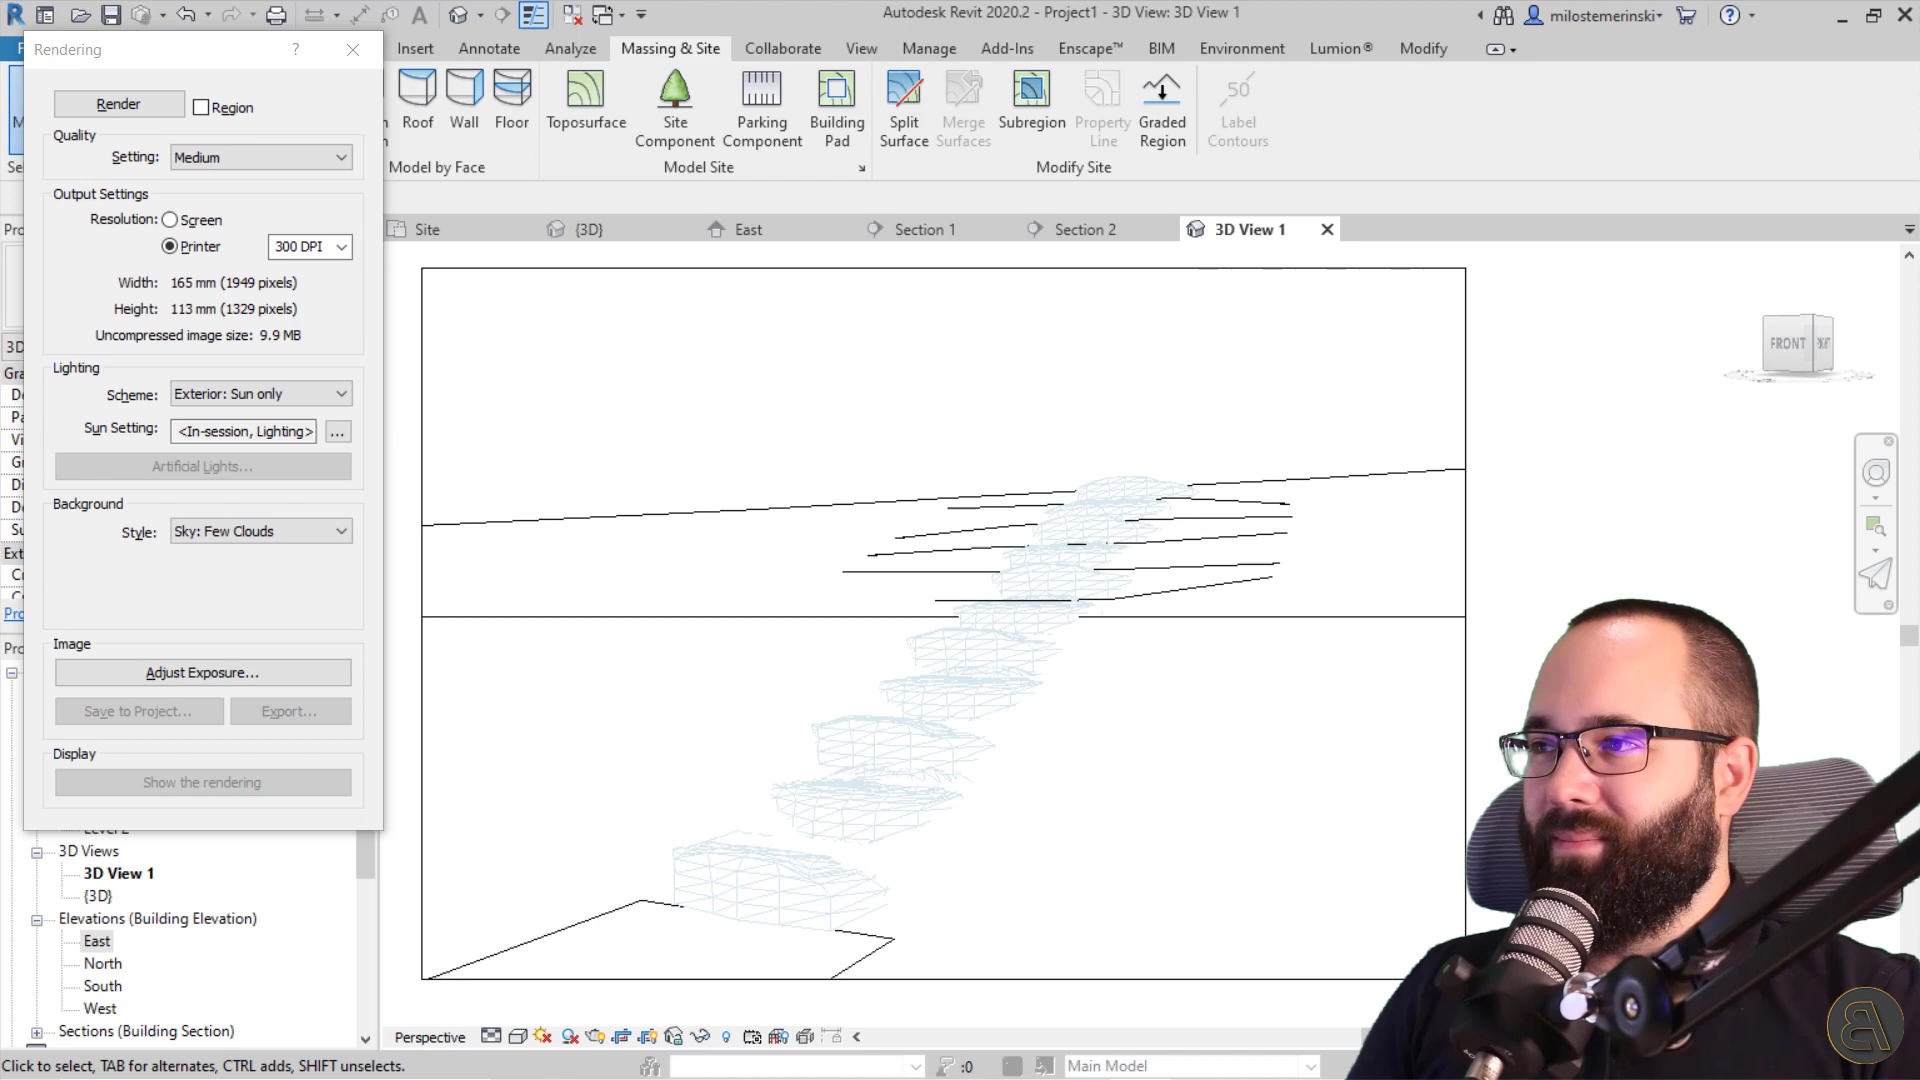 Autodesk Revit 2020.2 - Project1 - 3D View: 3D View 1
milostemerinski
Rendering
?
Insert
Annotate
Analyze
Massing & Site
Collaborate
View
Manage
Add-Ins
Enscape™
BIM
Environment
Lumion®
Modify
Render
Region
Quality
Setting: Medium
Output Settings
Resolution: Screen
Printer 300 DPI
Width: 165 mm (1949 pixels)
Height: 113 mm (1329 pixels)
Uncompressed image size: 9.9 MB
Lighting
Scheme: Exterior: Sun only
Sun Setting: <In-session, Lighting> ...
Artificial Lights...
Background
Style: Sky: Few Clouds
Image
Adjust Exposure...
Save to Project...
Export...
Display
Show the rendering
Roof
Wall
Floor
Toposurface
Site Component
Parking Component
Building Pad
Split Surface
Merge Surfaces
Subregion
Property Line
Graded Region
50
Label Contours
Model by Face
Model Site
Modify Site
Site
{3D}
East
Section 1
Section 2
3D View 1
FRONT
3D Views
3D View 1
{3D}
Elevations (Building Elevation)
East
North
South
West
Sections (Building Section)
Perspective
Click to select, TAB for alternates, CTRL adds, SHIFT unselects.
:0
Main Model